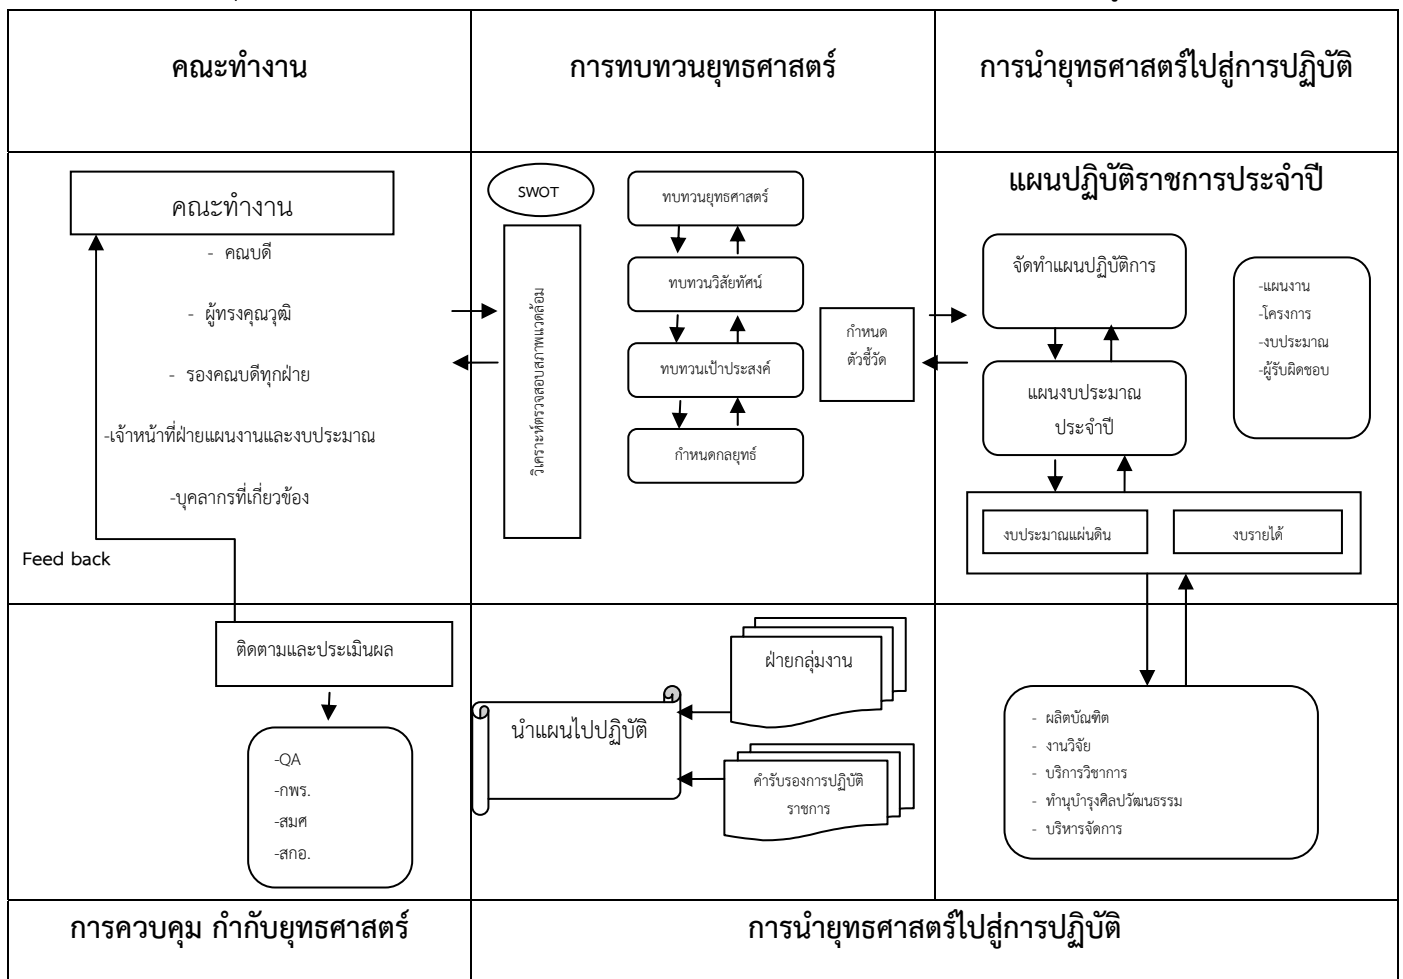 คณะทำงาน
การทบทวนยุทธศาสตร์
การนำยุทธศาสตร์ไปสู่การปฏิบัติ
คณะทำงาน
- คณบดี
- ผู้ทรงคุณวุฒิ
- รองคณบดีทุกฝ่าย
-เจ้าหน้าที่ฝ่ายแผนงานและงบประมาณ
-บุคลากรที่เกี่ยวข้อง
Feed back
SWOT
วิเคราะห์ตรวจสอบสภาพแวดล้อม
ทบทวนยุทธศาสตร์
ทบทวนวิสัยทัศน์
ทบทวนเป้าประสงค์
กำหนดกลยุทธ์
กำหนด
ตัวชี้วัด
แผนปฏิบัติราชการประจำปี
จัดทำแผนปฏิบัติการ
แผนงบประมาณ
ประจำปี
-แผนงาน
-โครงการ
-งบประมาณ
-ผู้รับผิดชอบ
งบประมาณแผ่นดิน
งบรายได้
ติดตามและประเมินผล
-QA
-กพร.
-สมศ
-สกอ.
นำแผนไปปฏิบัติ
ฝ่ายกลุ่มงาน
คำรับรองการปฏิบัติ
ราชการ
- ผลิตบัณฑิต
- งานวิจัย
- บริการวิชาการ
- ทำนุบำรุงศิลปวัฒนธรรม
- บริหารจัดการ
การควบคุม กำกับยุทธศาสตร์
การนำยุทธศาสตร์ไปสู่การปฏิบัติ